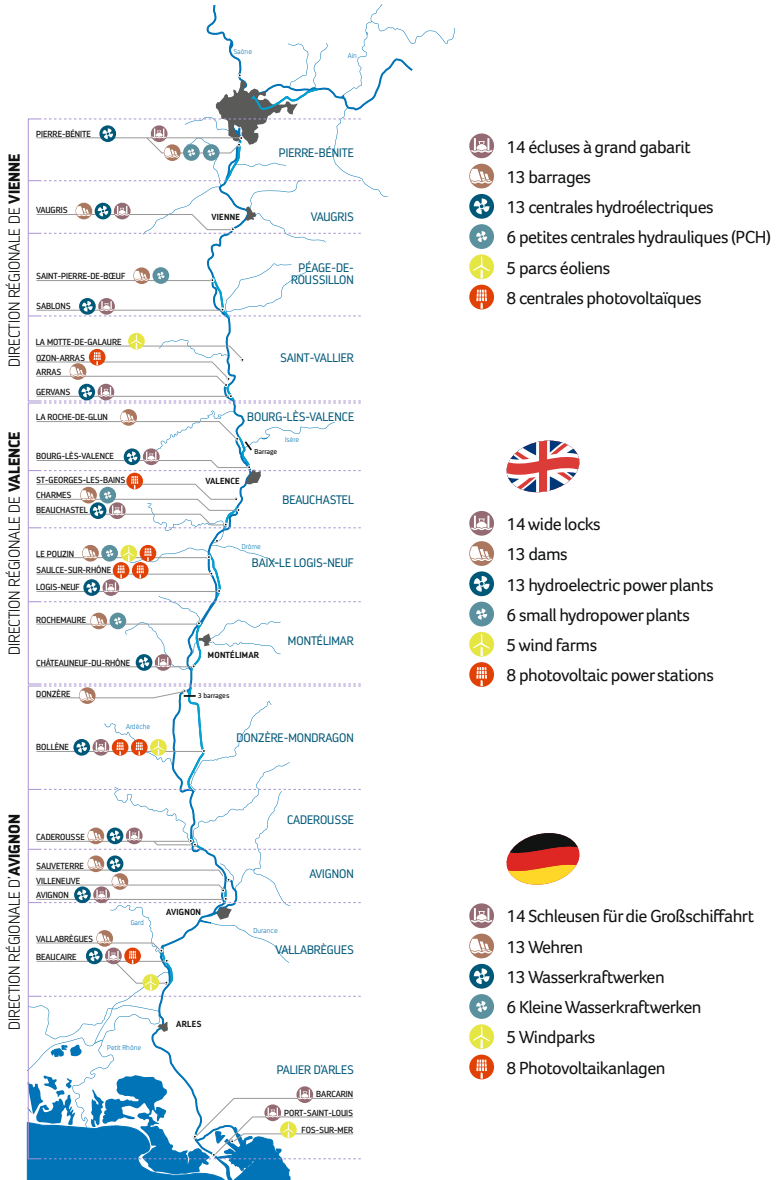 Saône
Ain
DIRECTION RÉGIONALE DE VIENNE
PIERRE-BÉNITE
PIERRE-BÉNITE
VAUGRIS
VIENNE
VAUGRIS
SAINT-PIERRE-DE-BŒUF
PÉAGE-DE-
ROUSSILLON
SABLONS
LA MOTTE-DE-GALAURE
OZON-ARRAS
SAINT-VALLIER
ARRAS
GERVANS
DIRECTION RÉGIONALE DE VALENCE
LA ROCHE-DE-GLUN
BOURG-LÈS-VALENCE
Isère
Barrage
BOURG-LÈS-VALENCE
ST-GEORGES-LES-BAINS
VALENCE
CHARMES
BEAUCHASTEL
BEAUCHASTEL
Drôme
LE POUZIN
BAIX-LE LOGIS-NEUF
SAULCE-SUR-RHÔNE
LOGIS-NEUF
ROCHEMAURE
MONTÉLIMAR
MONTÉLIMAR
CHÂTEAUNEUF-DU-RHÔNE
DIRECTION RÉGIONALE D'AVIGNON
DONZÈRE
3 barrages
Ardèche
DONZÈRE-MONDRAGON
BOLLÈNE
CADEROUSSE
CADEROUSSE
SAUVETERRE
AVIGNON
VILLENEUVE
AVIGNON
AVIGNON
Gard
Durance
VALLABRÈGUES
VALLABRÈGUES
BEAUCAIRE
ARLES
Petit Rhône
PALIER D'ARLES
BARCARIN
PORT-SAINT-LOUIS
FOS-SUR-MER
14 écluses à grand gabarit
13 barrages
13 centrales hydroélectriques
6 petites centrales hydrauliques (PCH)
5 parcs éoliens
8 centrales photovoltaïques
14 wide locks
13 dams
13 hydroelectric power plants
6 small hydropower plants
5 wind farms
8 photovoltaic power stations
14 Schleusen für die Großschiffahrt
13 Wehren
13 Wasserkraftwerken
6 Kleine Wasserkraftwerken
5 Windparks
8 Photovoltaikanlagen